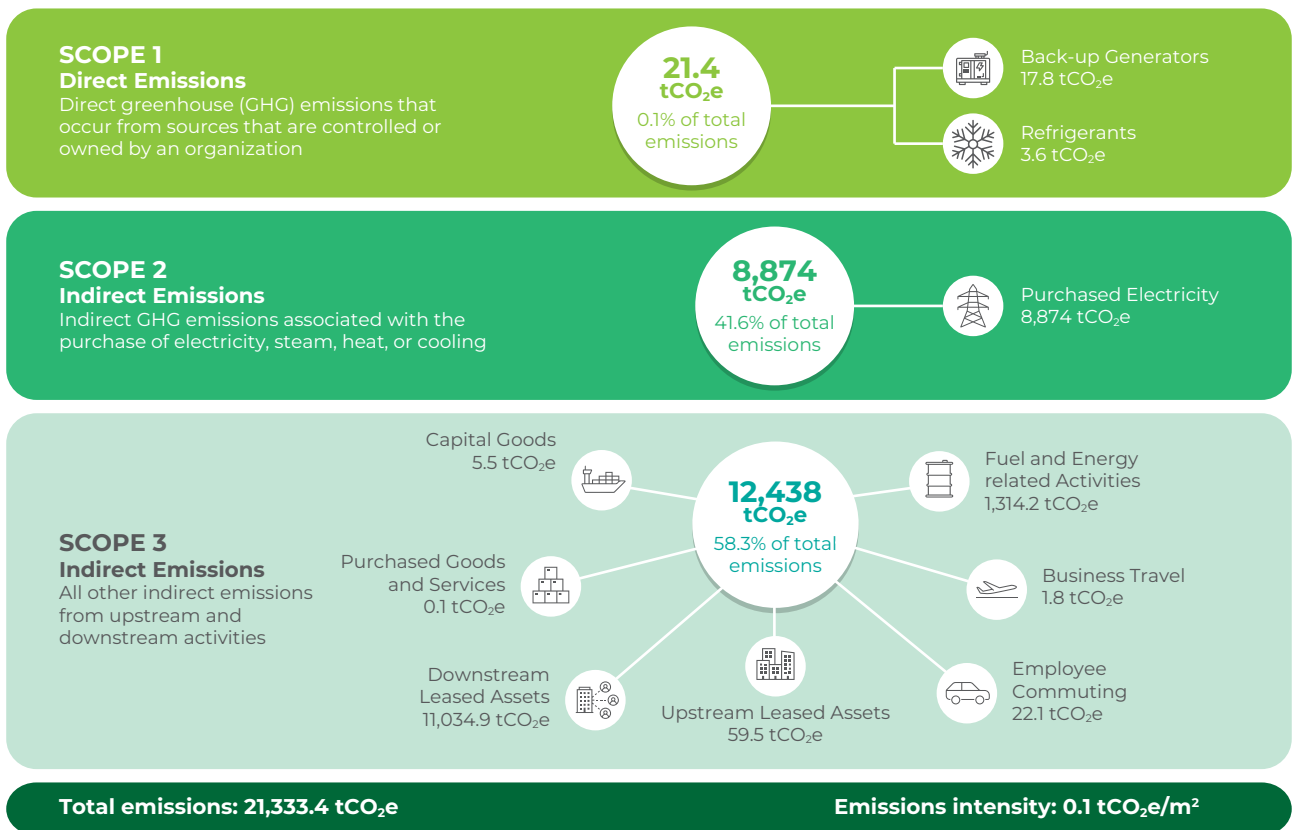 SCOPE 1
Direct Emissions
Direct greenhouse (GHG) emissions that
occur from sources that are controlled or
owned by an organization
21.4
tCO₂e
0.1% of total
emissions
Back-up Generators
17.8 tCO₂e
Refrigerants
3.6 tCO₂e
SCOPE 2
Indirect Emissions
Indirect GHG emissions associated with the
purchase of electricity, steam, heat, or cooling
8,874
tCO₂e
41.6% of total
emissions
Purchased Electricity
8,874 tCO₂e
SCOPE 3
Indirect Emissions
All other indirect emissions
from upstream and
downstream activities
Capital Goods
5.5 tCO₂e
Purchased Goods
and Services
0.1 tCO₂e
Downstream
Leased Assets
11,034.9 tCO₂e
12,438
tCO₂e
58.3% of total
emissions
Upstream Leased Assets
59.5 tCO₂e
Fuel and Energy
related Activities
1,314.2 tCO₂e
Business Travel
1.8 tCO₂e
Employee
Commuting
22.1 tCO₂e
Total emissions: 21,333.4 tCO₂e
Emissions intensity: 0.1 tCO₂e/m²